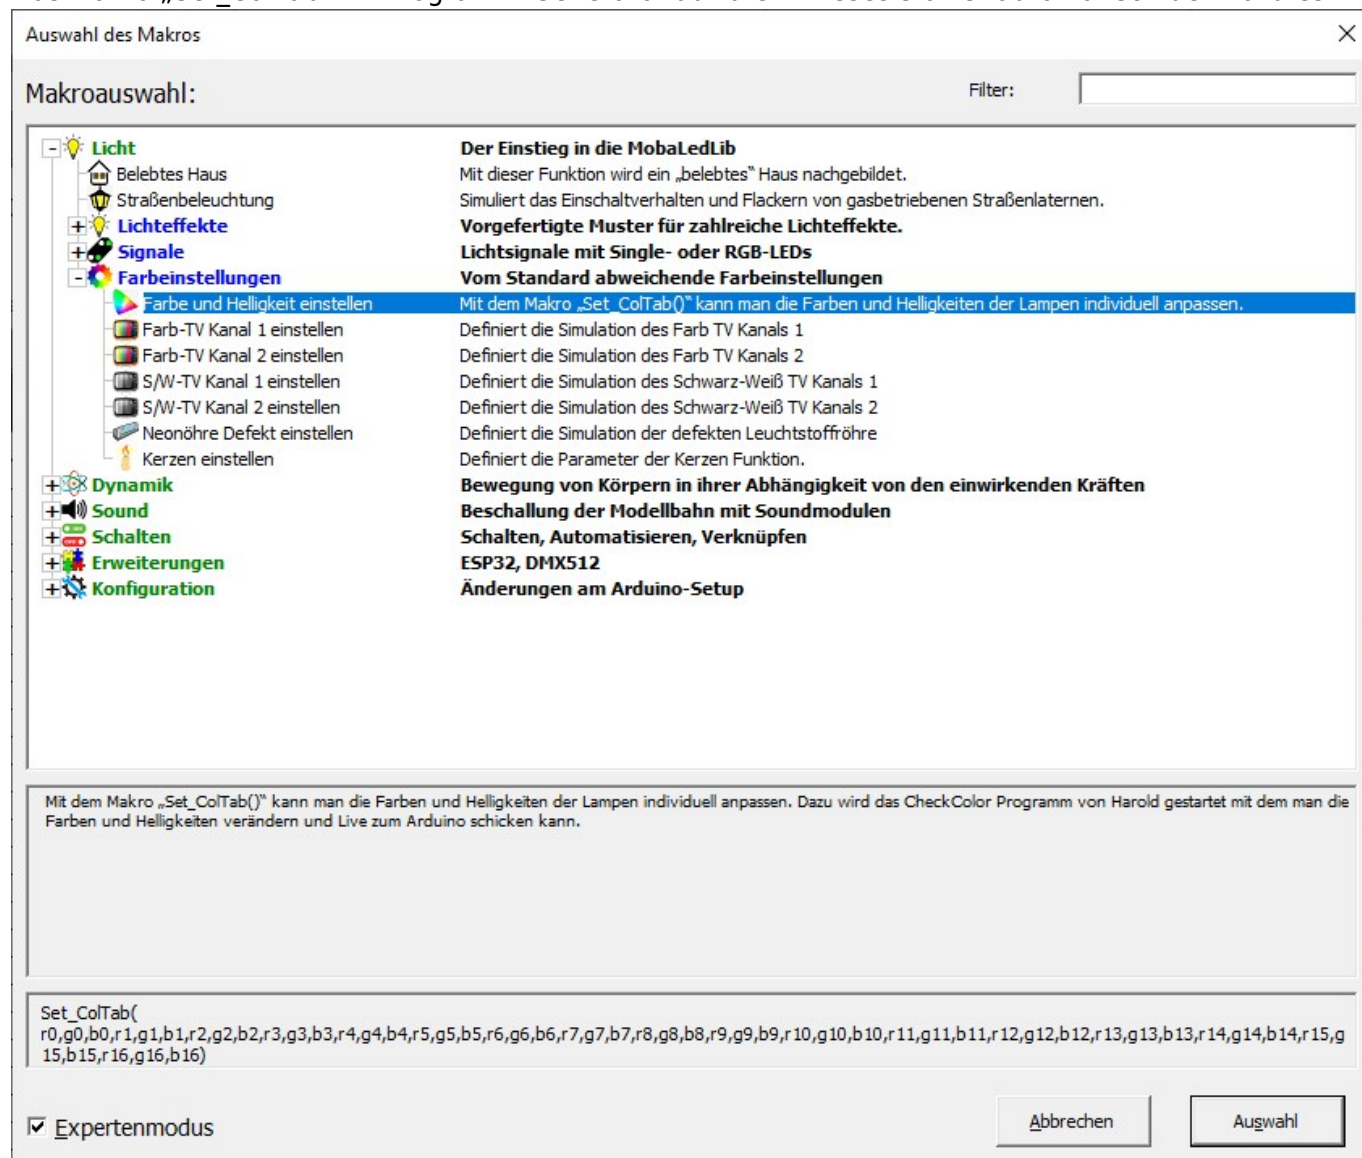 Auswahl des Makros
Makroauswahl:
Filter:
Licht Der Einstieg in die MobaLedLib
Belebtes Haus Mit dieser Funktion wird ein „belebtes“ Haus nachgebildet.
Straßenbeleuchtung Simuliert das Einschaltverhalten und Flackern von gasbetriebenen Straßenlaternen.
Lichteffekte Vorgefertigte Muster für zahlreiche Lichteffekte.
Signale Lichtsignale mit Single- oder RGB-LEDs
Farbeinstellungen Vom Standard abweichende Farbeinstellungen
Farbe und Helligkeit einstellen Mit dem Makro „Set_ColTab()“ kann man die Farben und Helligkeiten der Lampen individuell anpassen.
Farb-TV Kanal 1 einstellen Definiert die Simulation des Farb TV Kanals 1
Farb-TV Kanal 2 einstellen Definiert die Simulation des Farb TV Kanals 2
S/W-TV Kanal 1 einstellen Definiert die Simulation des Schwarz-Weiß TV Kanals 1
S/W-TV Kanal 2 einstellen Definiert die Simulation des Schwarz-Weiß TV Kanals 2
Neonöhre Defekt einstellen Definiert die Simulation der defekten Leuchtstoffröhre
Kerzen einstellen Definiert die Parameter der Kerzen Funktion.
Dynamik Bewegung von Körpern in ihrer Abhängigkeit von den einwirkenden Kräften
Sound Beschallung der Modellbahn mit Soundmodulen
Schalten Schalten, Automatisieren, Verknüpfen
Erweiterungen ESP32, DMX512
Konfiguration Änderungen am Arduino-Setup
Mit dem Makro „Set_ColTab()“ kann man die Farben und Helligkeiten der Lampen individuell anpassen. Dazu wird das CheckColor Programm von Harold gestartet mit dem man die
Farben und Helligkeiten verändern und Live zum Arduino schicken kann.
Set_ColTab(
r0,g0,b0,r1,g1,b1,r2,g2,b2,r3,g3,b3,r4,g4,b4,r5,g5,b5,r6,g6,b6,r7,g7,b7,r8,g8,b8,r9,g9,b9,r10,g10,b10,r11,g11,b11,r12,g12,b12,r13,g13,b13,r14,g14,b14,r15,g
15,b15,r16,g16,b16)
Expertenmodus
Abbrechen
Auswahl